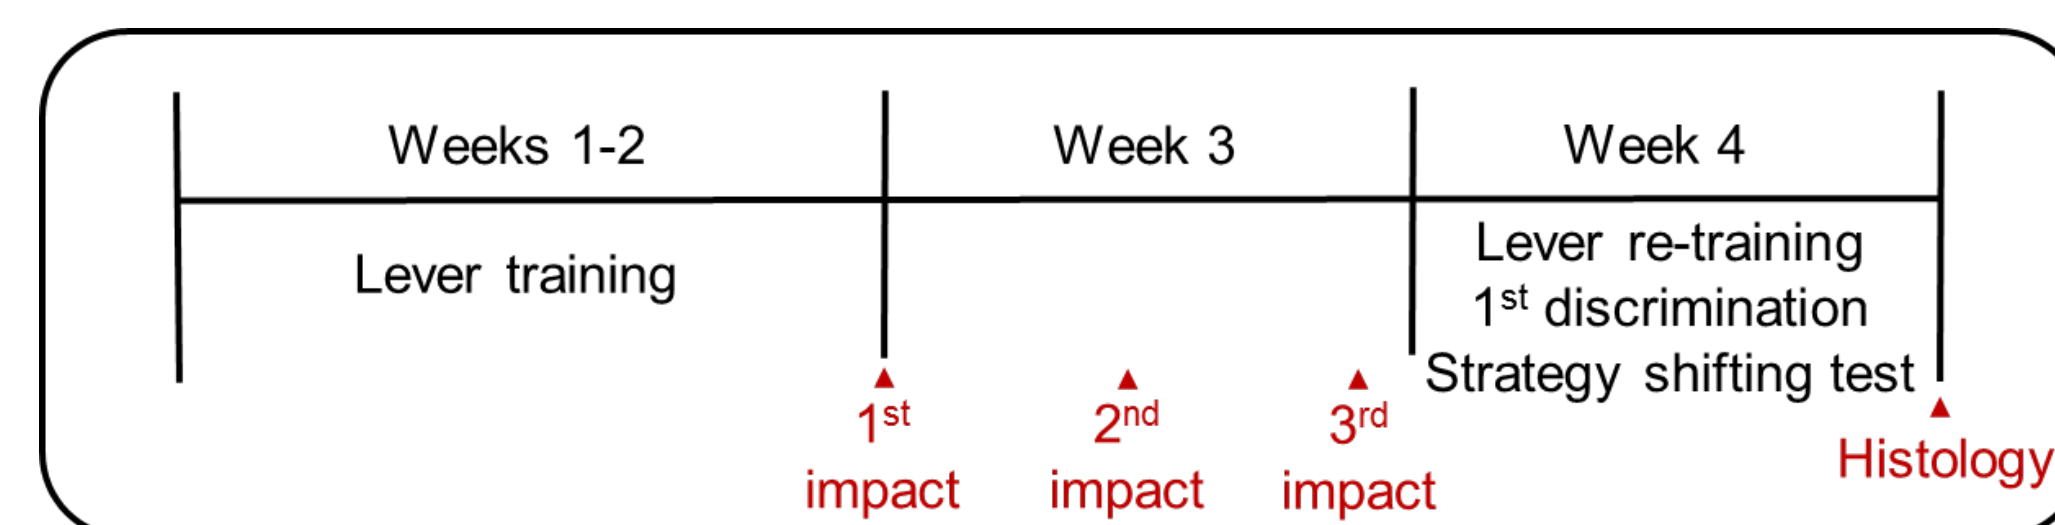 Weeks 1-2
Week 3
Week 4
Lever training
Lever re-training
1st discrimination
Strategy shifting test
1st
impact
2nd
impact
3rd
impact
Histology